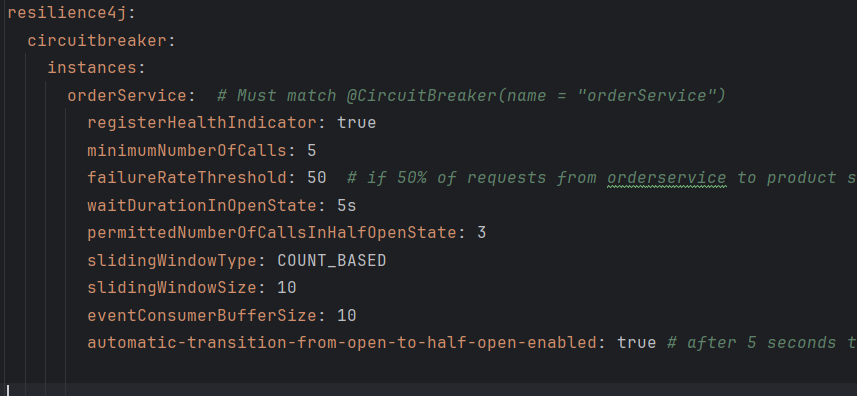 resilience4j:
  circuitbreaker:
    instances:
      orderService:  # Must match @CircuitBreaker(name = "orderService")
        registerHealthIndicator: true
        minimumNumberOfCalls: 5
        failureRateThreshold: 50  # if 50% of requests from orderservice to product s
        waitDurationInOpenState: 5s
        permittedNumberOfCallsInHalfOpenState: 3
        slidingWindowType: COUNT_BASED
        slidingWindowSize: 10
        eventConsumerBufferSize: 10
        automatic-transition-from-open-to-half-open-enabled: true # after 5 seconds t